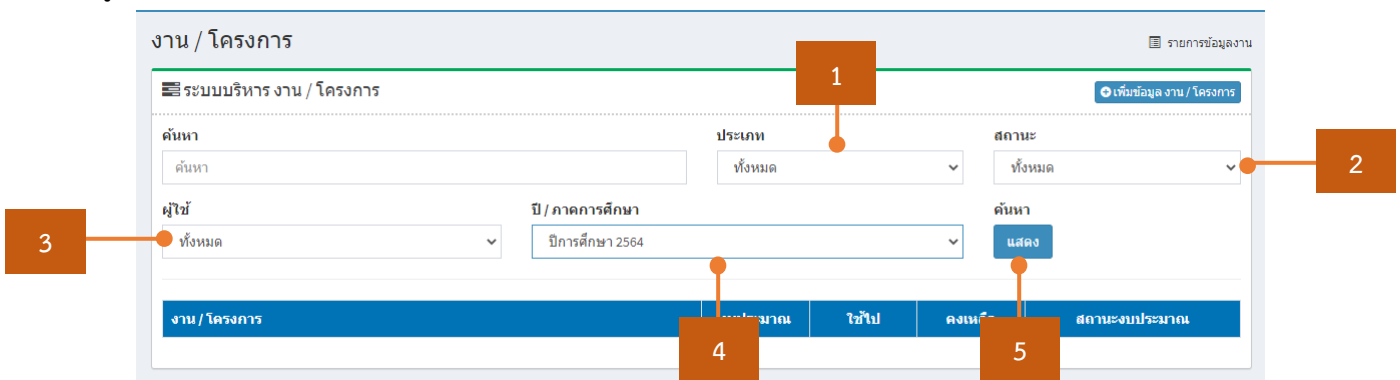 งาน / โครงการ
รายการข้อมูลงาน
1
ระบบบริหาร งาน / โครงการ
เพิ่มข้อมูล งาน / โครงการ
ค้นหา
ประเภท
สถานะ
ค้นหา
ทั้งหมด
ทั้งหมด
2
ผู้ใช้
ปี / ภาคการศึกษา
ค้นหา
3
ทั้งหมด
ปีการศึกษา 2564
แสดง
งาน / โครงการ
ใช้ไป
สถานะงบประมาณ
4
5